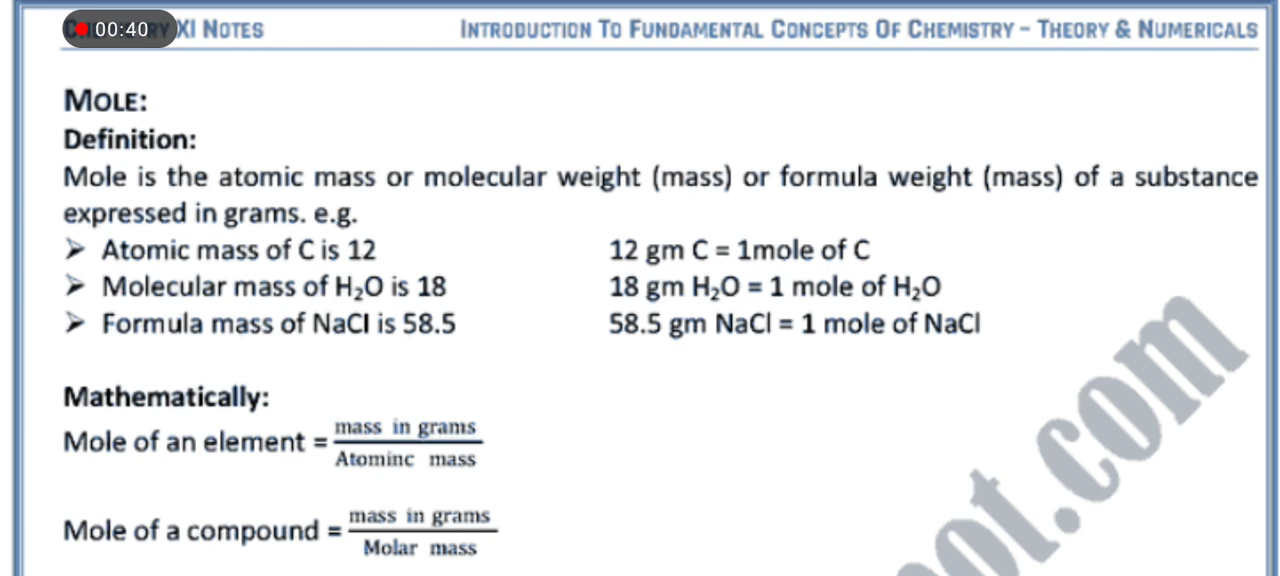 00:40
XI NOTES INTRODUCTION TO FUNDAMENTAL CONCEPTS OF CHEMISTRY – THEORY & NUMERICALS
MOLE:
Definition:
Mole is the atomic mass or molecular weight (mass) or formula weight (mass) of a substance
expressed in grams. e.g.
➢ Atomic mass of C is 12 12 gm C = 1mole of C
➢ Molecular mass of H₂O is 18 18 gm H₂O = 1 mole of H₂O
➢ Formula mass of NaCl is 58.5 58.5 gm NaCl = 1 mole of NaCl
Mathematically:
Mole of an element = mass in grams / Atominc mass
Mole of a compound = mass in grams / Molar mass
ot.com